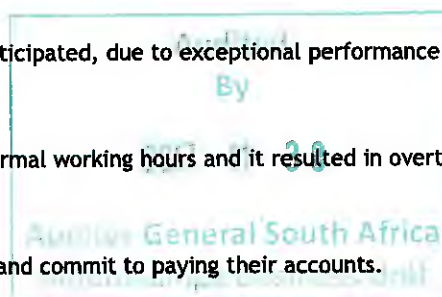 ticipated, due to exceptional performance
By
rmal working hours and it resulted in overt
General South Africa
and commit to paying their accounts.